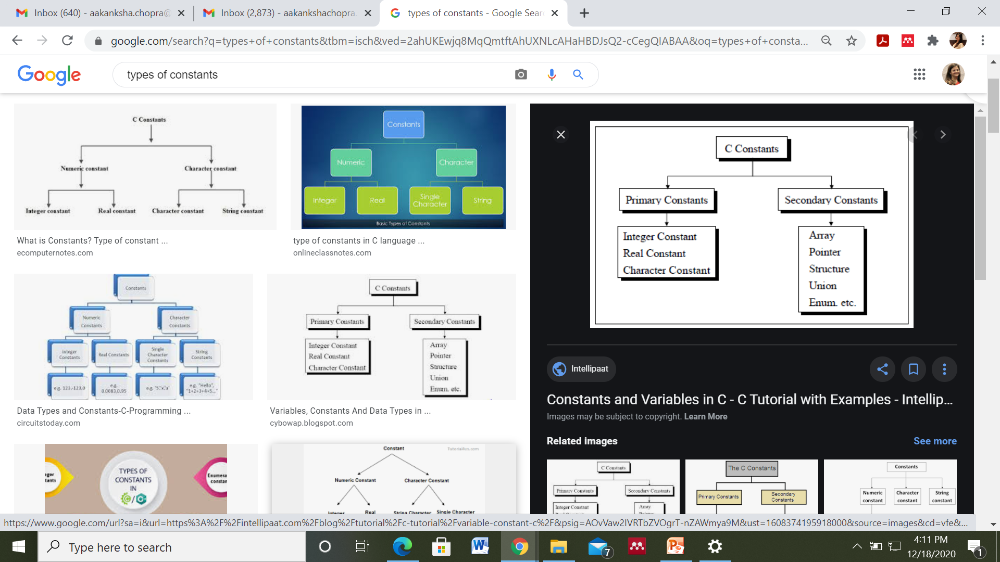 Inbox (640) - aakanksha.chopra@
Inbox (2,873) - aakankshachopra
types of constants - Google Sear
google.com/search?q=types+of+constants&tbm=isch&ved=2ahUKEwjq8MqQmtftAhUXNLcAHaHBDJsQ2-cCegQIABAA&oq=types+of+consta...
Google
types of constants
C Constants
Numeric constant
Character constant
Integer constant
Real constant
Character constant
String constant
What is Constants? Type of constant ...
ecomputernotes.com
Constants
Numeric
Character
Integer
Real
Single
Character
String
Basic Types of Constants
type of constants in C language ...
onlineclassnotes.com
Constants
Numeric
Constants
Character
Constants
Integer
Constants
Real Constants
Single
Character
Constants
String
Constants
e.g. 123,-123,0
e.g.
0.0083,0.95
e.g. '5','x','a'
e.g. "Hello",
"1+2+3+4+5..."
Data Types and Constants-C-Programming ...
circuitstoday.com
C Constants
Primary Constants
Secondary Constants
Integer Constant
Real Constant
Character Constant
Array
Pointer
Structure
Union
Enum. etc.
Variables, Constants And Data Types in ...
cybowap.blogspot.com
TYPES OF
CONSTANTS
IN
C/C++
ger
tants
Enumera
constan
Constant
Tutorial4us.com
Numeric Constant
Character Constant
Integer
Real
String Character
Single Character
C Constants
Primary Constants
Secondary Constants
Integer Constant
Real Constant
Character Constant
Array
Pointer
Structure
Union
Enum. etc.
Intellipaat
Constants and Variables in C - C Tutorial with Examples - Intellip...
Images may be subject to copyright. Learn More
Related images
See more
C Constants
Primary Constants
Secondary Constants
Integer Constant
Array
Pointer
The C Constants
Primary Constants
Secondary
Constants
Constants
Numeric
constant
Character
constant
String
constant
https://www.google.com/url?sa=i&url=https%3A%2F%2Fintellipaat.com%2Fblog%2Ftutorial%2Fc-tutorial%2Fvariable-constant-c%2F&psig=AOvVaw2IVRTbZVOgrT-nZAWmya9M&ust=1608374195918000&source=images&cd=vfe&...
Type here to search
7
4:11 PM
12/18/2020
1